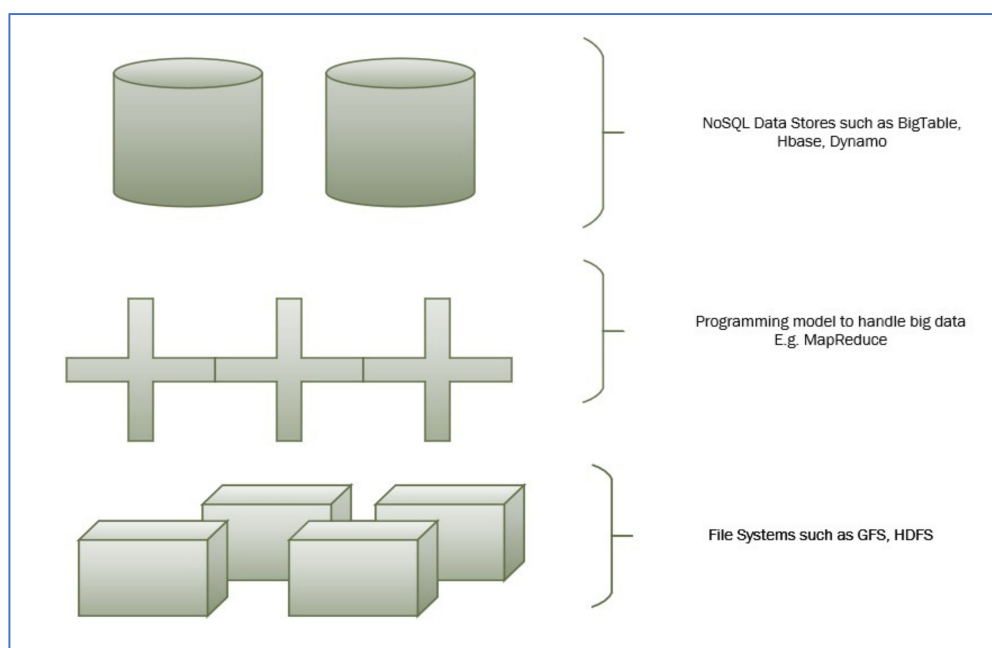 NoSQL Data Stores such as BigTable,
Hbase, Dynamo
Programming model to handle big data
E.g. MapReduce
File Systems such as GFS, HDFS